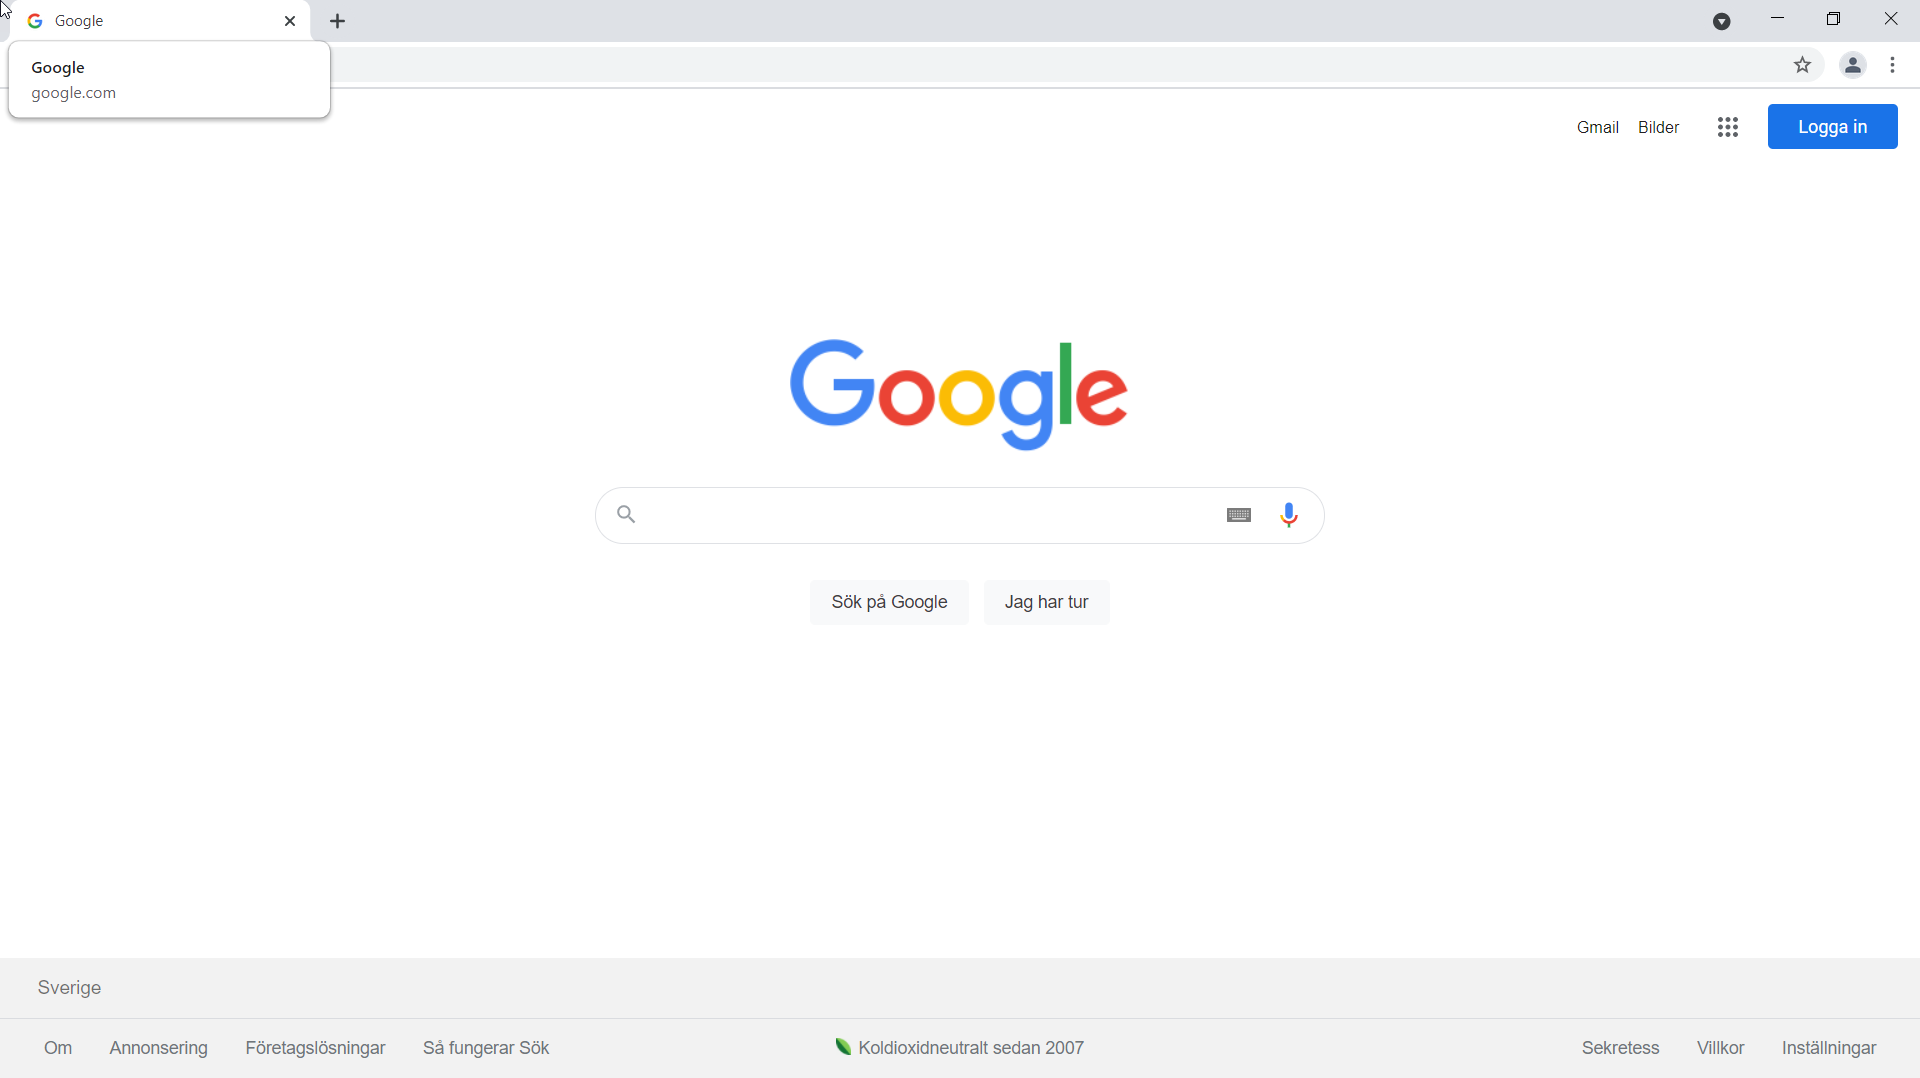 Google
Google
google.com
Gmail Bilder Logga in
Google
Sök på Google Jag har tur
Sverige
Om Annonsering Företagslösningar Så fungerar Sök Koldioxidneutralt sedan 2007 Sekretess Villkor Inställningar